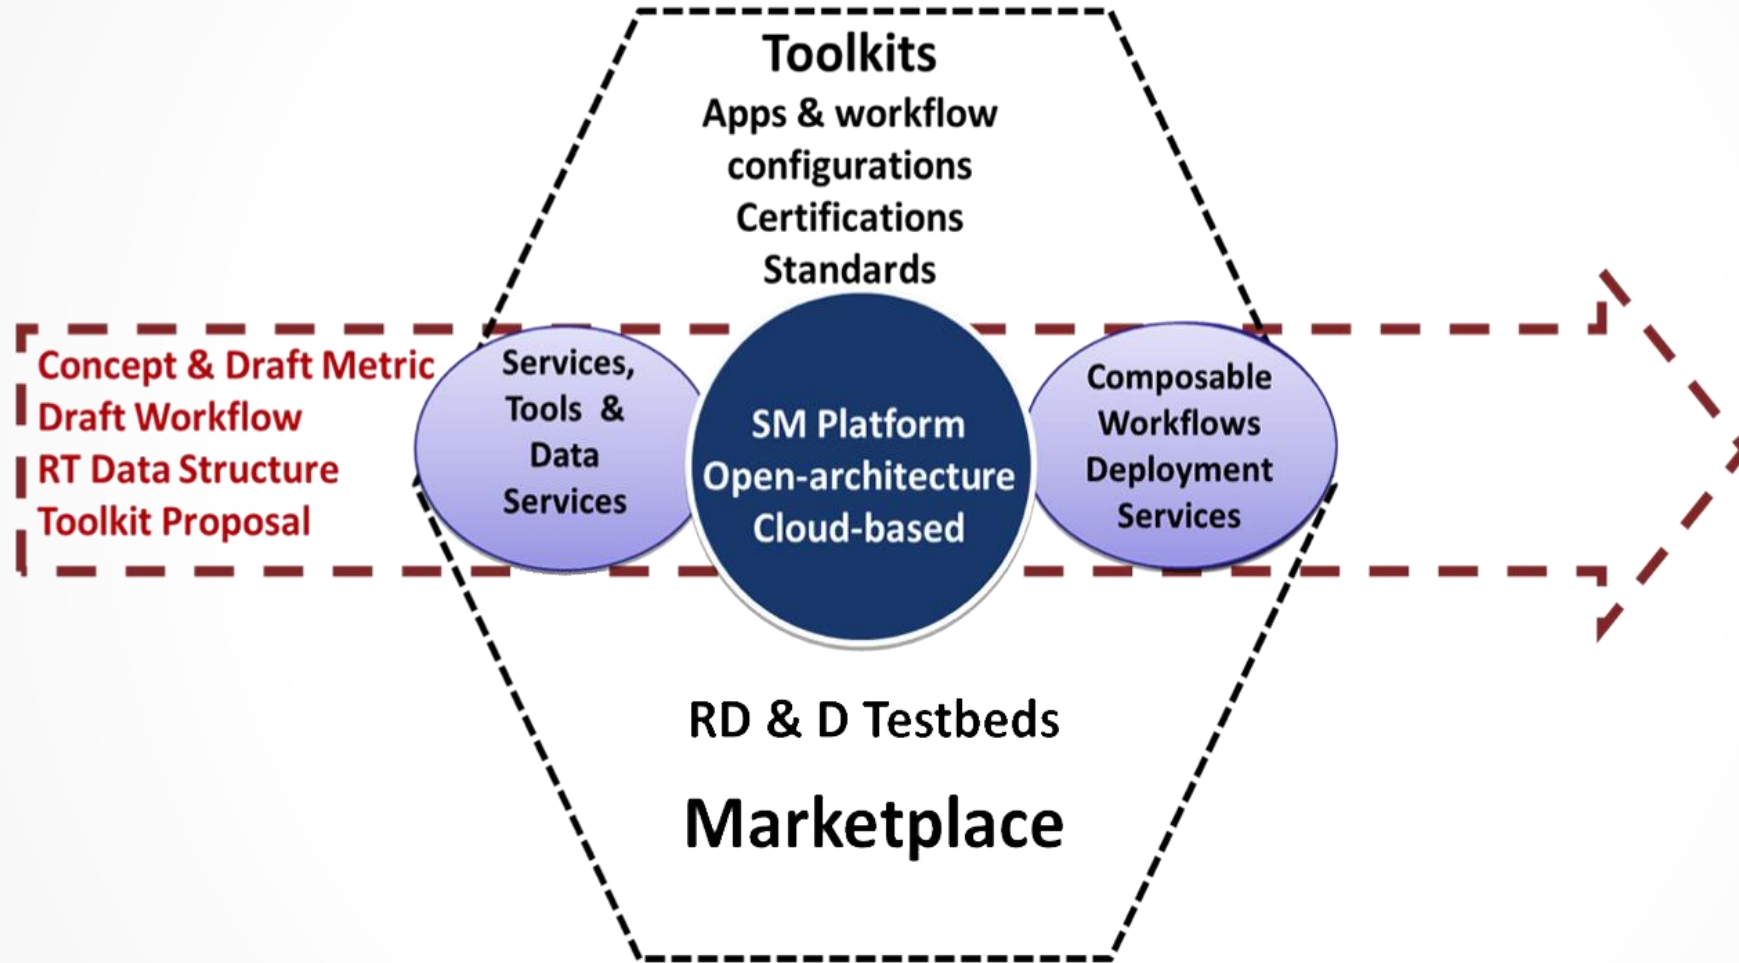 Toolkits
Apps & workflow
configurations
Certifications
Standards
Concept & Draft Metric
Draft Workflow
RT Data Structure
Toolkit Proposal
Services,
Tools &
Data
Services
SM Platform
Open-architecture
Cloud-based
Composable
Workflows
Deployment
Services
RD & D Testbeds
Marketplace